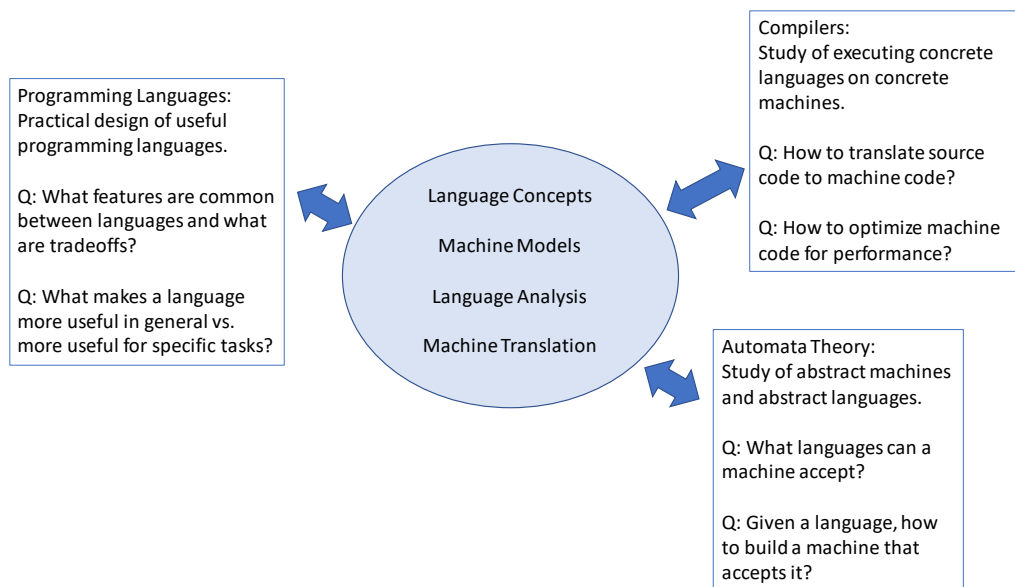 Programming Languages:
Practical design of useful
programming languages.
Q: What features are common
between languages and what
are tradeoffs?
Q: What makes a language
more useful in general vs.
more useful for specific tasks?
Language Concepts
Machine Models
Language Analysis
Machine Translation
Compilers:
Study of executing concrete
languages on concrete
machines.
Q: How to translate source
code to machine code?
Q: How to optimize machine
code for performance?
Automata Theory:
Study of abstract machines
and abstract languages.
Q: What languages can a
machine accept?
Q: Given a language, how
to build a machine that
accepts it?